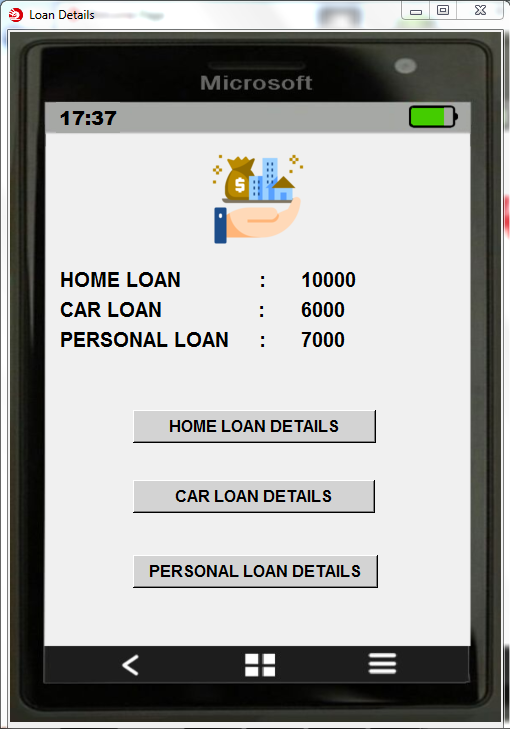 Loan Details
Microsoft
17:37
$
HOME LOAN : 10000
CAR LOAN : 6000
PERSONAL LOAN : 7000
HOME LOAN DETAILS
CAR LOAN DETAILS
PERSONAL LOAN DETAILS